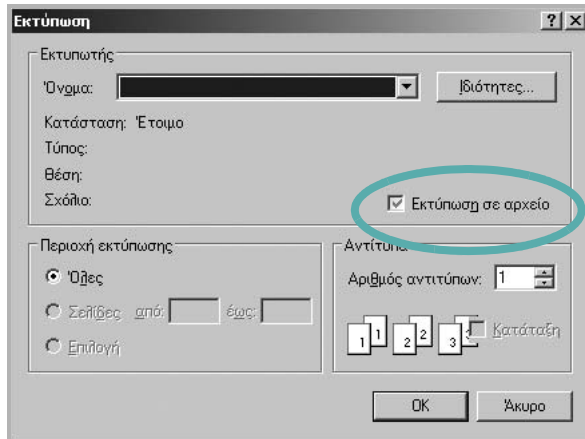 Εκτύπωση
Εκτυπωτής
Όνομα:
Ιδιότητες...
Κατάσταση: Έτοιμο
Τύπος:
Θέση:
Σχόλιο:
Εκτύπωση σε αρχείο
Περιοχή εκτύπωσης
Όλες
Σελίδες από: έως:
Επιλογή
Αντίτυπα
Αριθμός αντιτύπων: 1
1 1 2 2 3 3
Κατάταξη
OK
Άκυρο